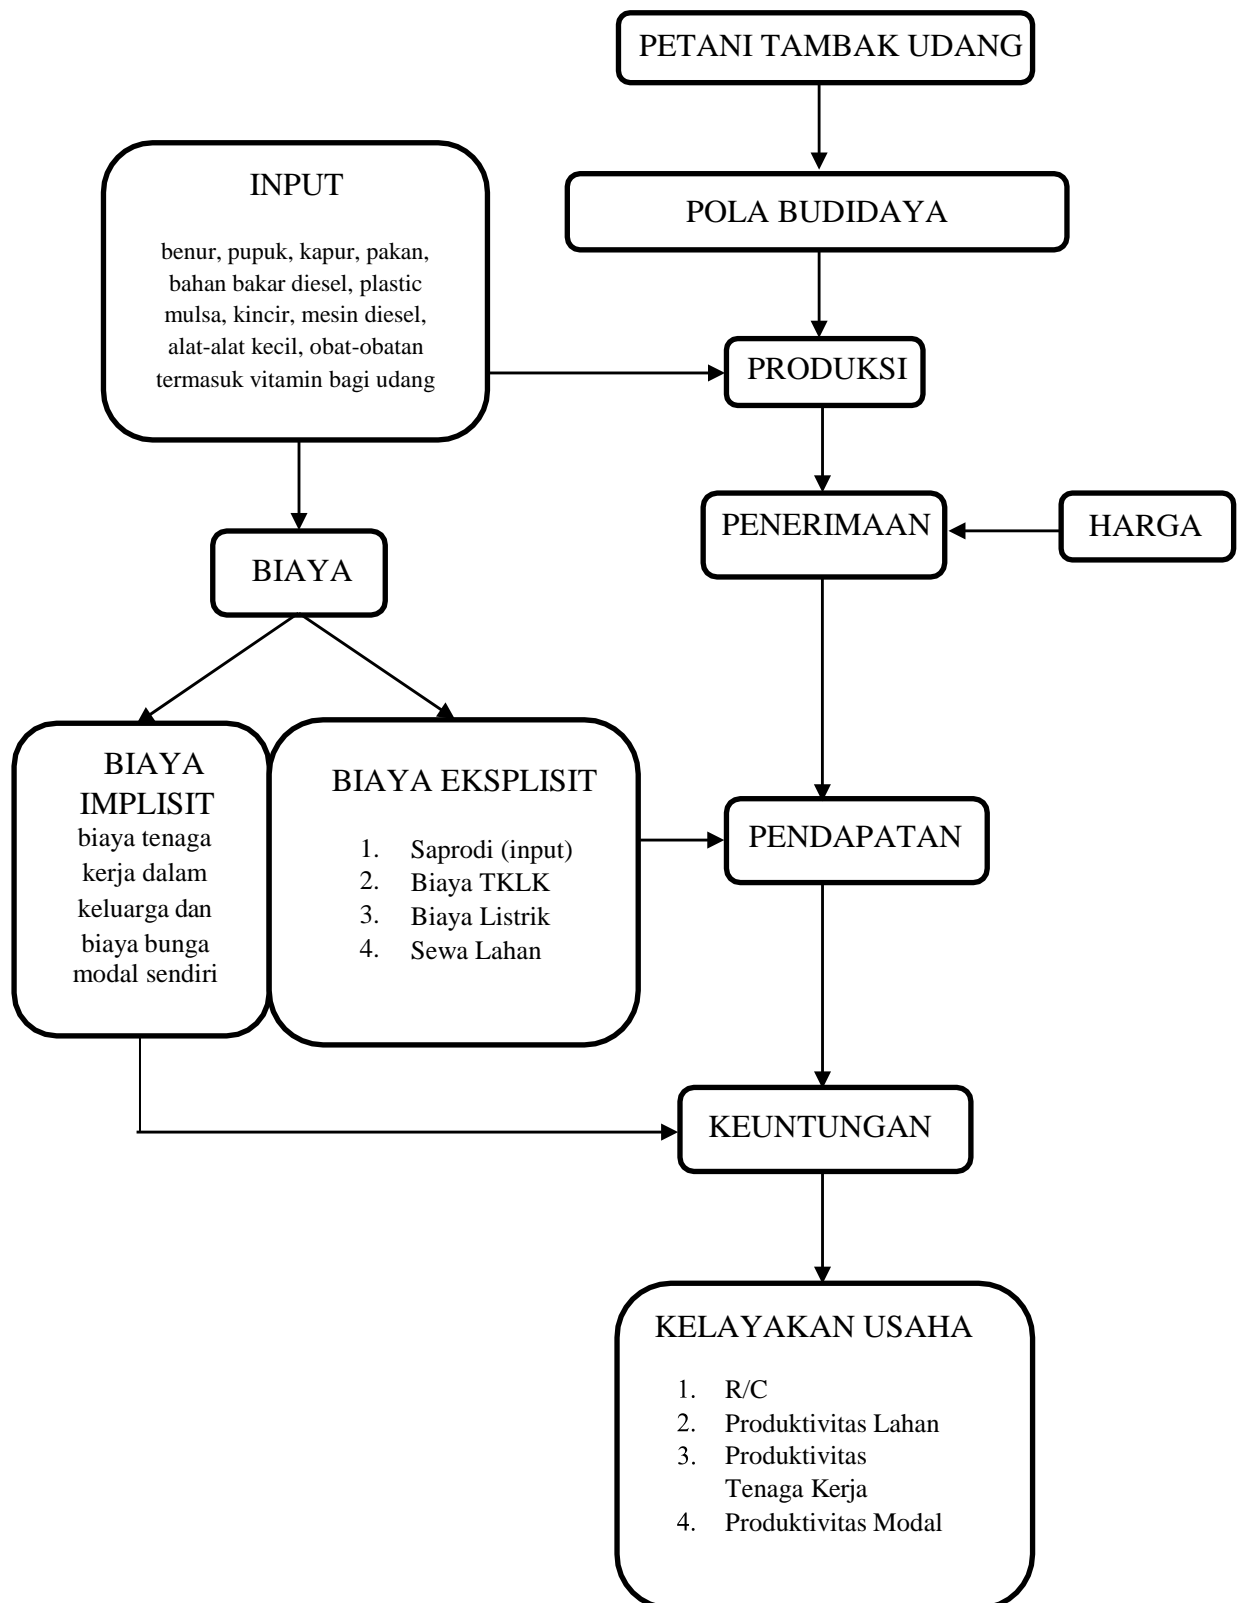 PETANI TAMBAK UDANG
POLA BUDIDAYA
INPUT
benur, pupuk, kapur, pakan,
bahan bakar diesel, plastic
mulsa, kincir, mesin diesel,
alat-alat kecil, obat-obatan
termasuk vitamin bagi udang
PRODUKSI
PENERIMAAN
HARGA
BIAYA
BIAYA
IMPLISIT
biaya tenaga
kerja dalam
keluarga dan
biaya bunga
modal sendiri
BIAYA EKSPLISIT
1. Saprodi (input)
2. Biaya TKLK
3. Biaya Listrik
4. Sewa Lahan
PENDAPATAN
KEUNTUNGAN
KELAYAKAN USAHA
1. R/C
2. Produktivitas Lahan
3. Produktivitas
Tenaga Kerja
4. Produktivitas Modal